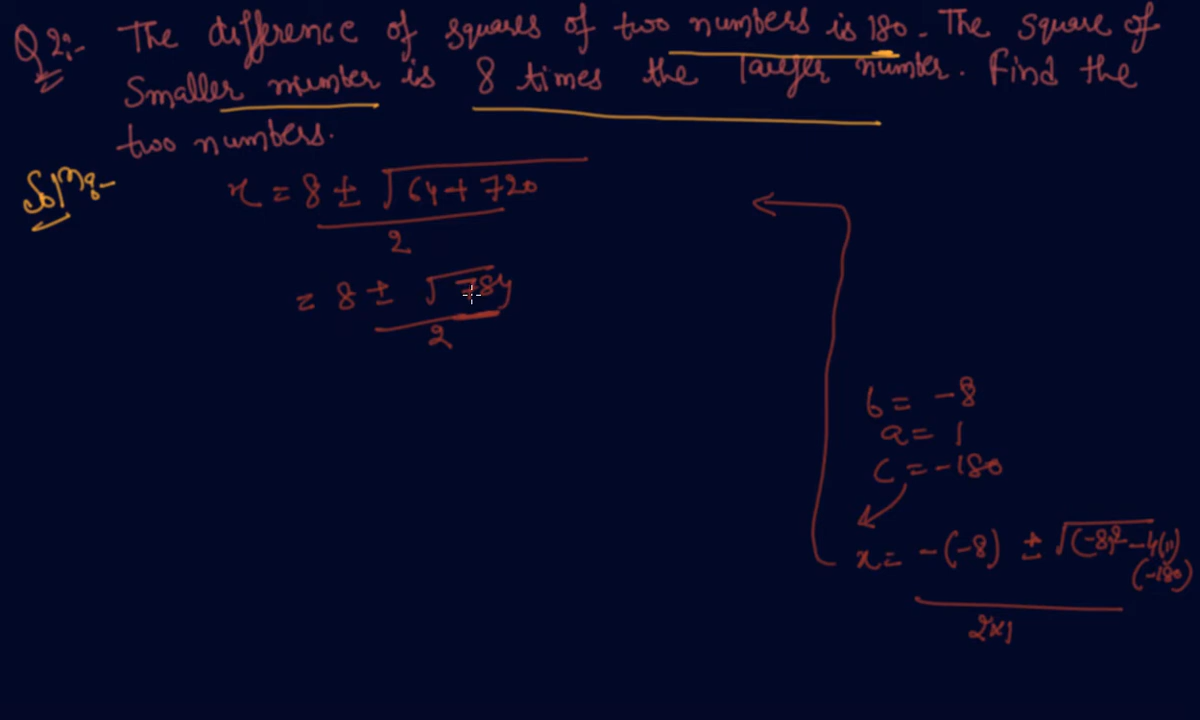 Q 2:- The difference of squares of two numbers is 180. The square of
smaller number is 8 times the larger number. Find the
two numbers.
Soln:-
x = 8 ± √64 + 720
2
= 8 ± √784
2
b = -8
a = 1
c = -180
x = -(-8) ± √(-8)² - 4(1)
(-180)
2×1